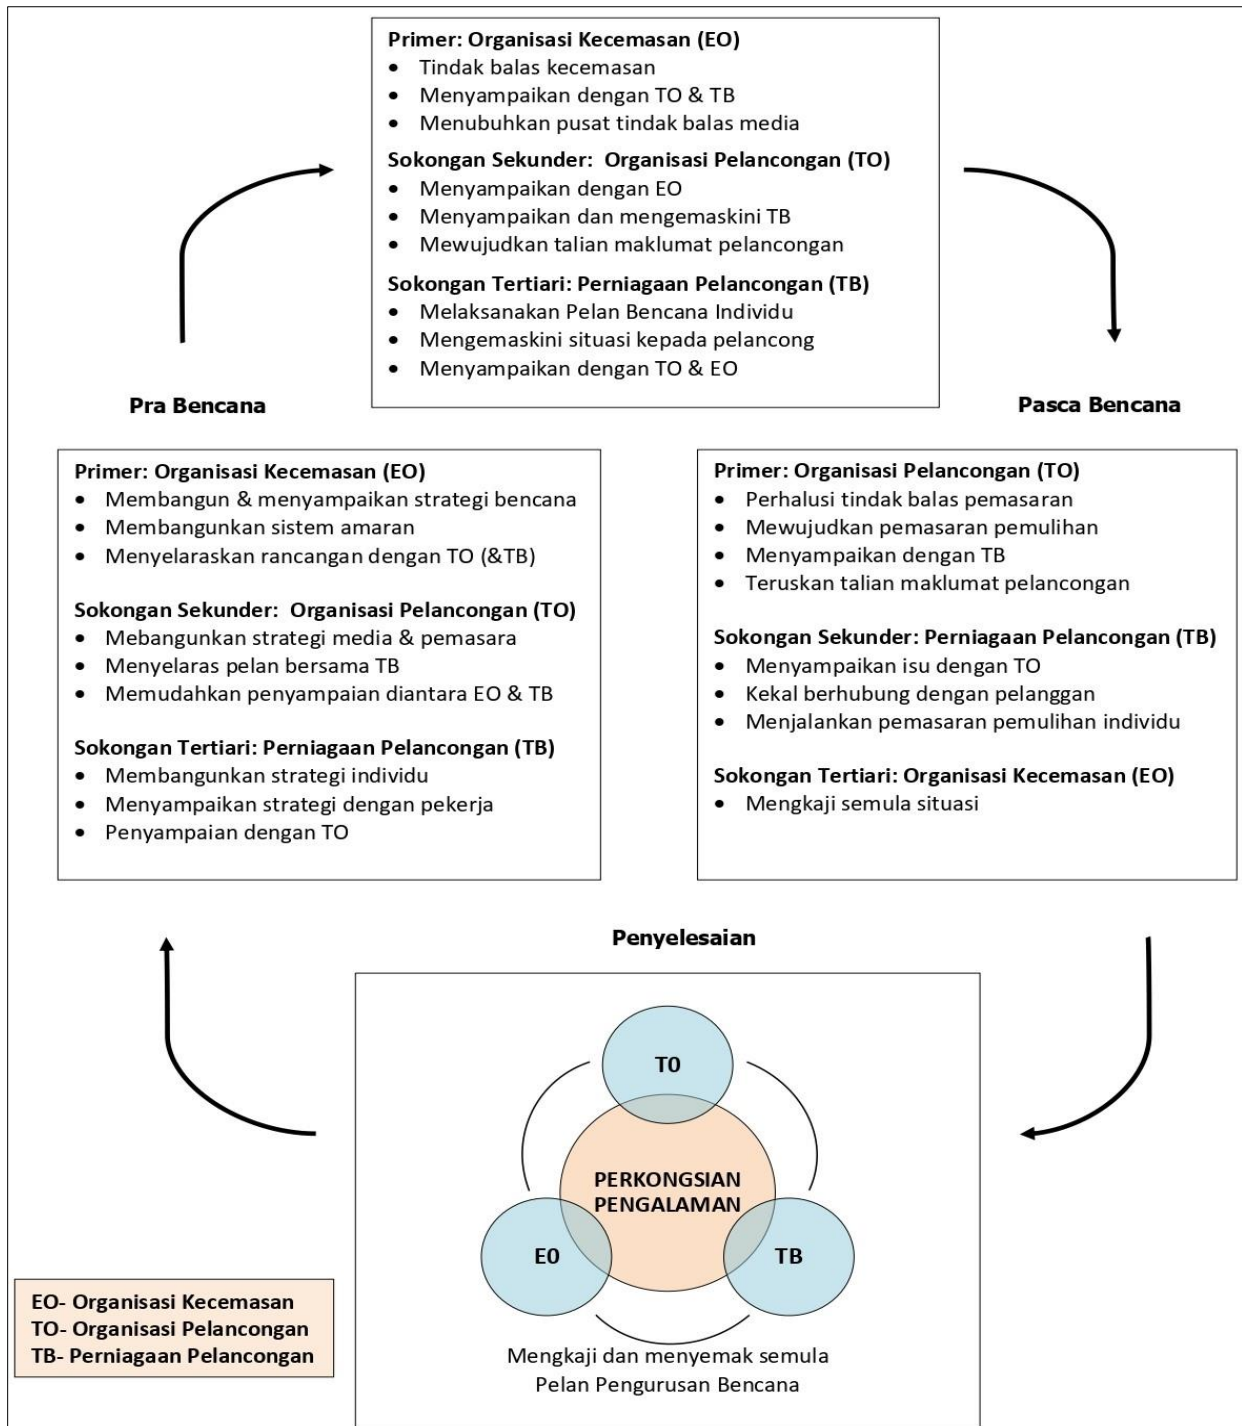 Primer: Organisasi Kecemasan (EO)
• Tindak balas kecemasan
• Menyampaikan dengan TO & TB
• Menubuhkan pusat tindak balas media
Sokongan Sekunder: Organisasi Pelancongan (TO)
• Menyampaikan dengan EO
• Menyampaikan dan mengemaskini TB
• Mewujudkan talian maklumat pelancongan
Sokongan Tertiari: Perniagaan Pelancongan (TB)
• Melaksanakan Pelan Bencana Individu
• Mengemaskini situasi kepada pelancong
• Menyampaikan dengan TO & EO
Pra Bencana
Primer: Organisasi Kecemasan (EO)
• Membangun & menyampaikan strategi bencana
• Membangunkan sistem amaran
• Menyelaraskan rancangan dengan TO (&TB)
Sokongan Sekunder: Organisasi Pelancongan (TO)
• Mebangunkan strategi media & pemasara
• Menyelaras pelan bersama TB
• Memudahkan penyampaian diantara EO & TB
Sokongan Tertiari: Perniagaan Pelancongan (TB)
• Membangunkan strategi individu
• Menyampaikan strategi dengan pekerja
• Penyampaian dengan TO
Pasca Bencana
Primer: Organisasi Pelancongan (TO)
• Perhalusi tindak balas pemasaran
• Mewujudkan pemasaran pemulihan
• Menyampaikan dengan TB
• Teruskan talian maklumat pelancongan
Sokongan Sekunder: Perniagaan Pelancongan (TB)
• Menyampaikan isu dengan TO
• Kekal berhubung dengan pelanggan
• Menjalankan pemasaran pemulihan individu
Sokongan Tertiari: Organisasi Kecemasan (EO)
• Mengkaji semula situasi
Penyelesaian
T0
PERKONGSIAN
PENGALAMAN
E0
TB
Mengkaji dan menyemak semula
Pelan Pengurusan Bencana
EO- Organisasi Kecemasan
TO- Organisasi Pelancongan
TB- Perniagaan Pelancongan